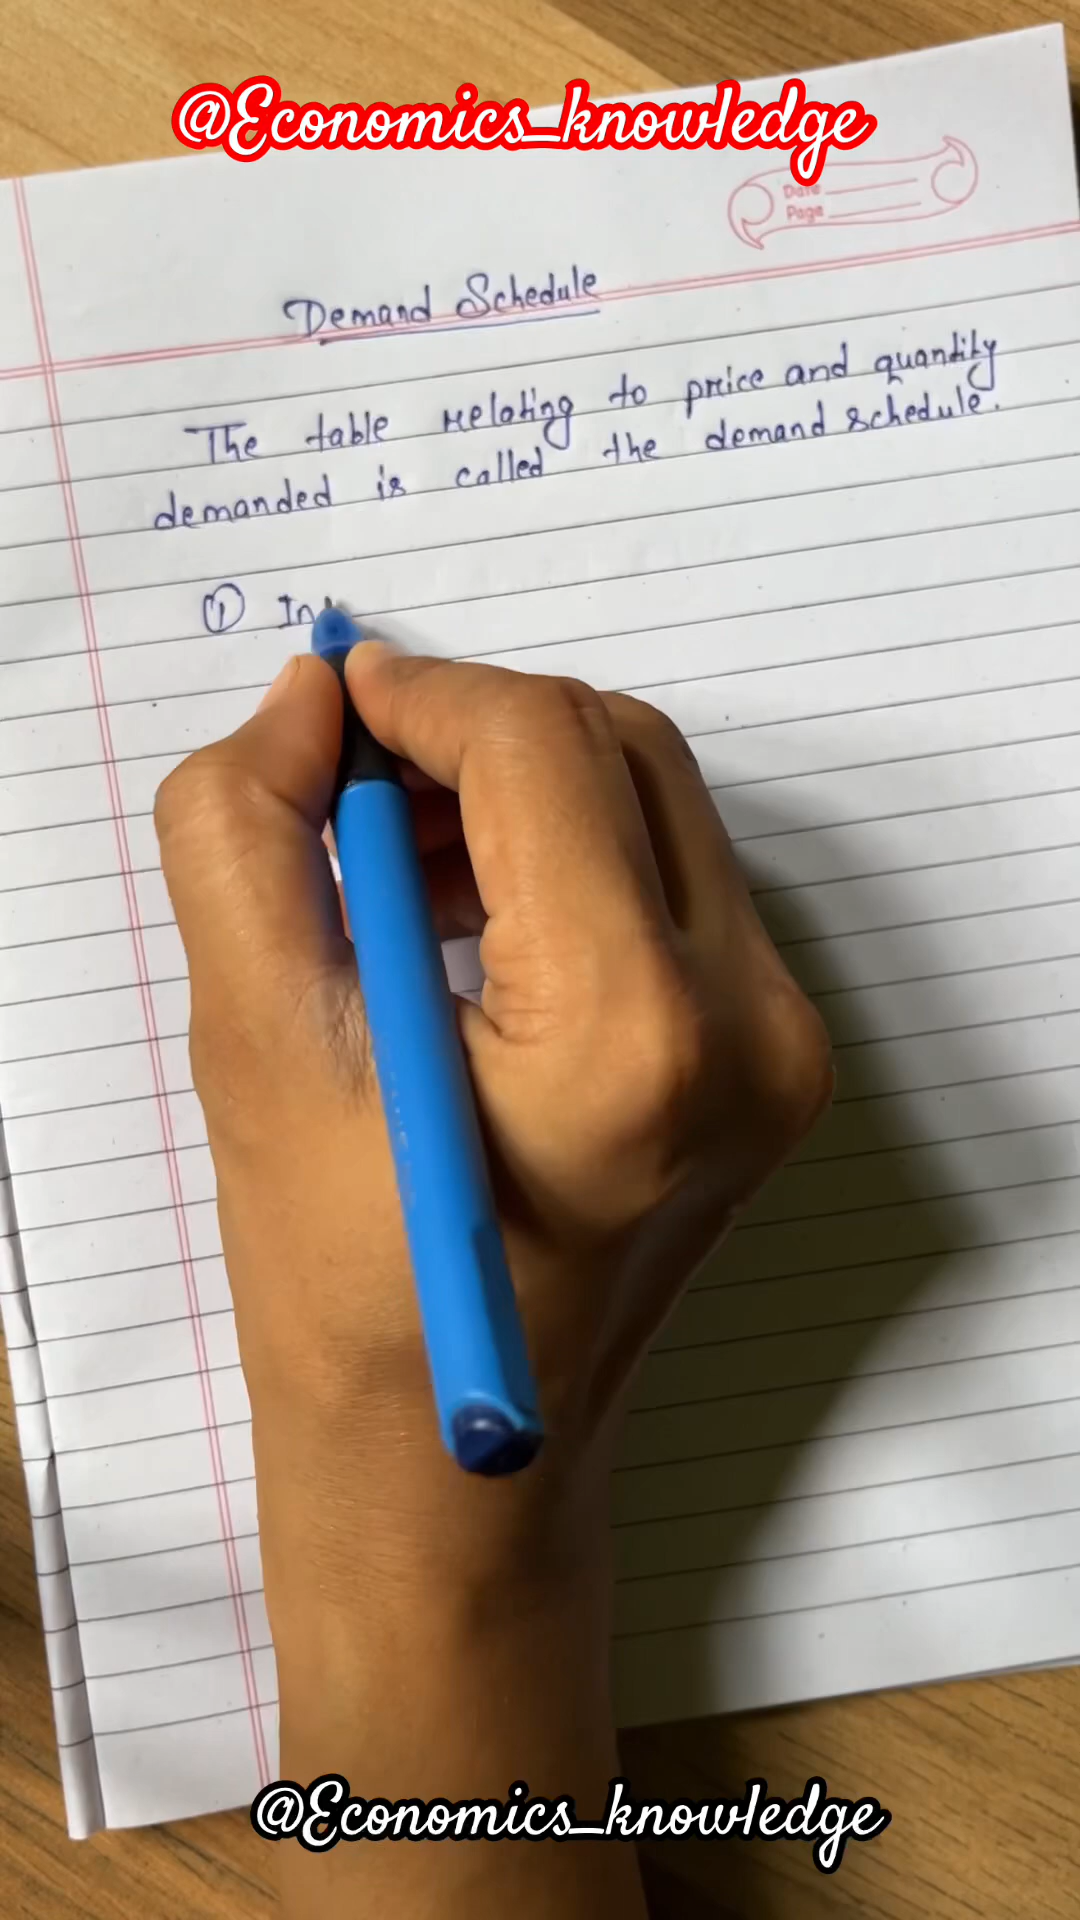 @Economics_knowledge
Date
Page
Demand Schedule
The table relating to price and quantity
demanded is called the demand schedule.
① In
@Economics_knowledge